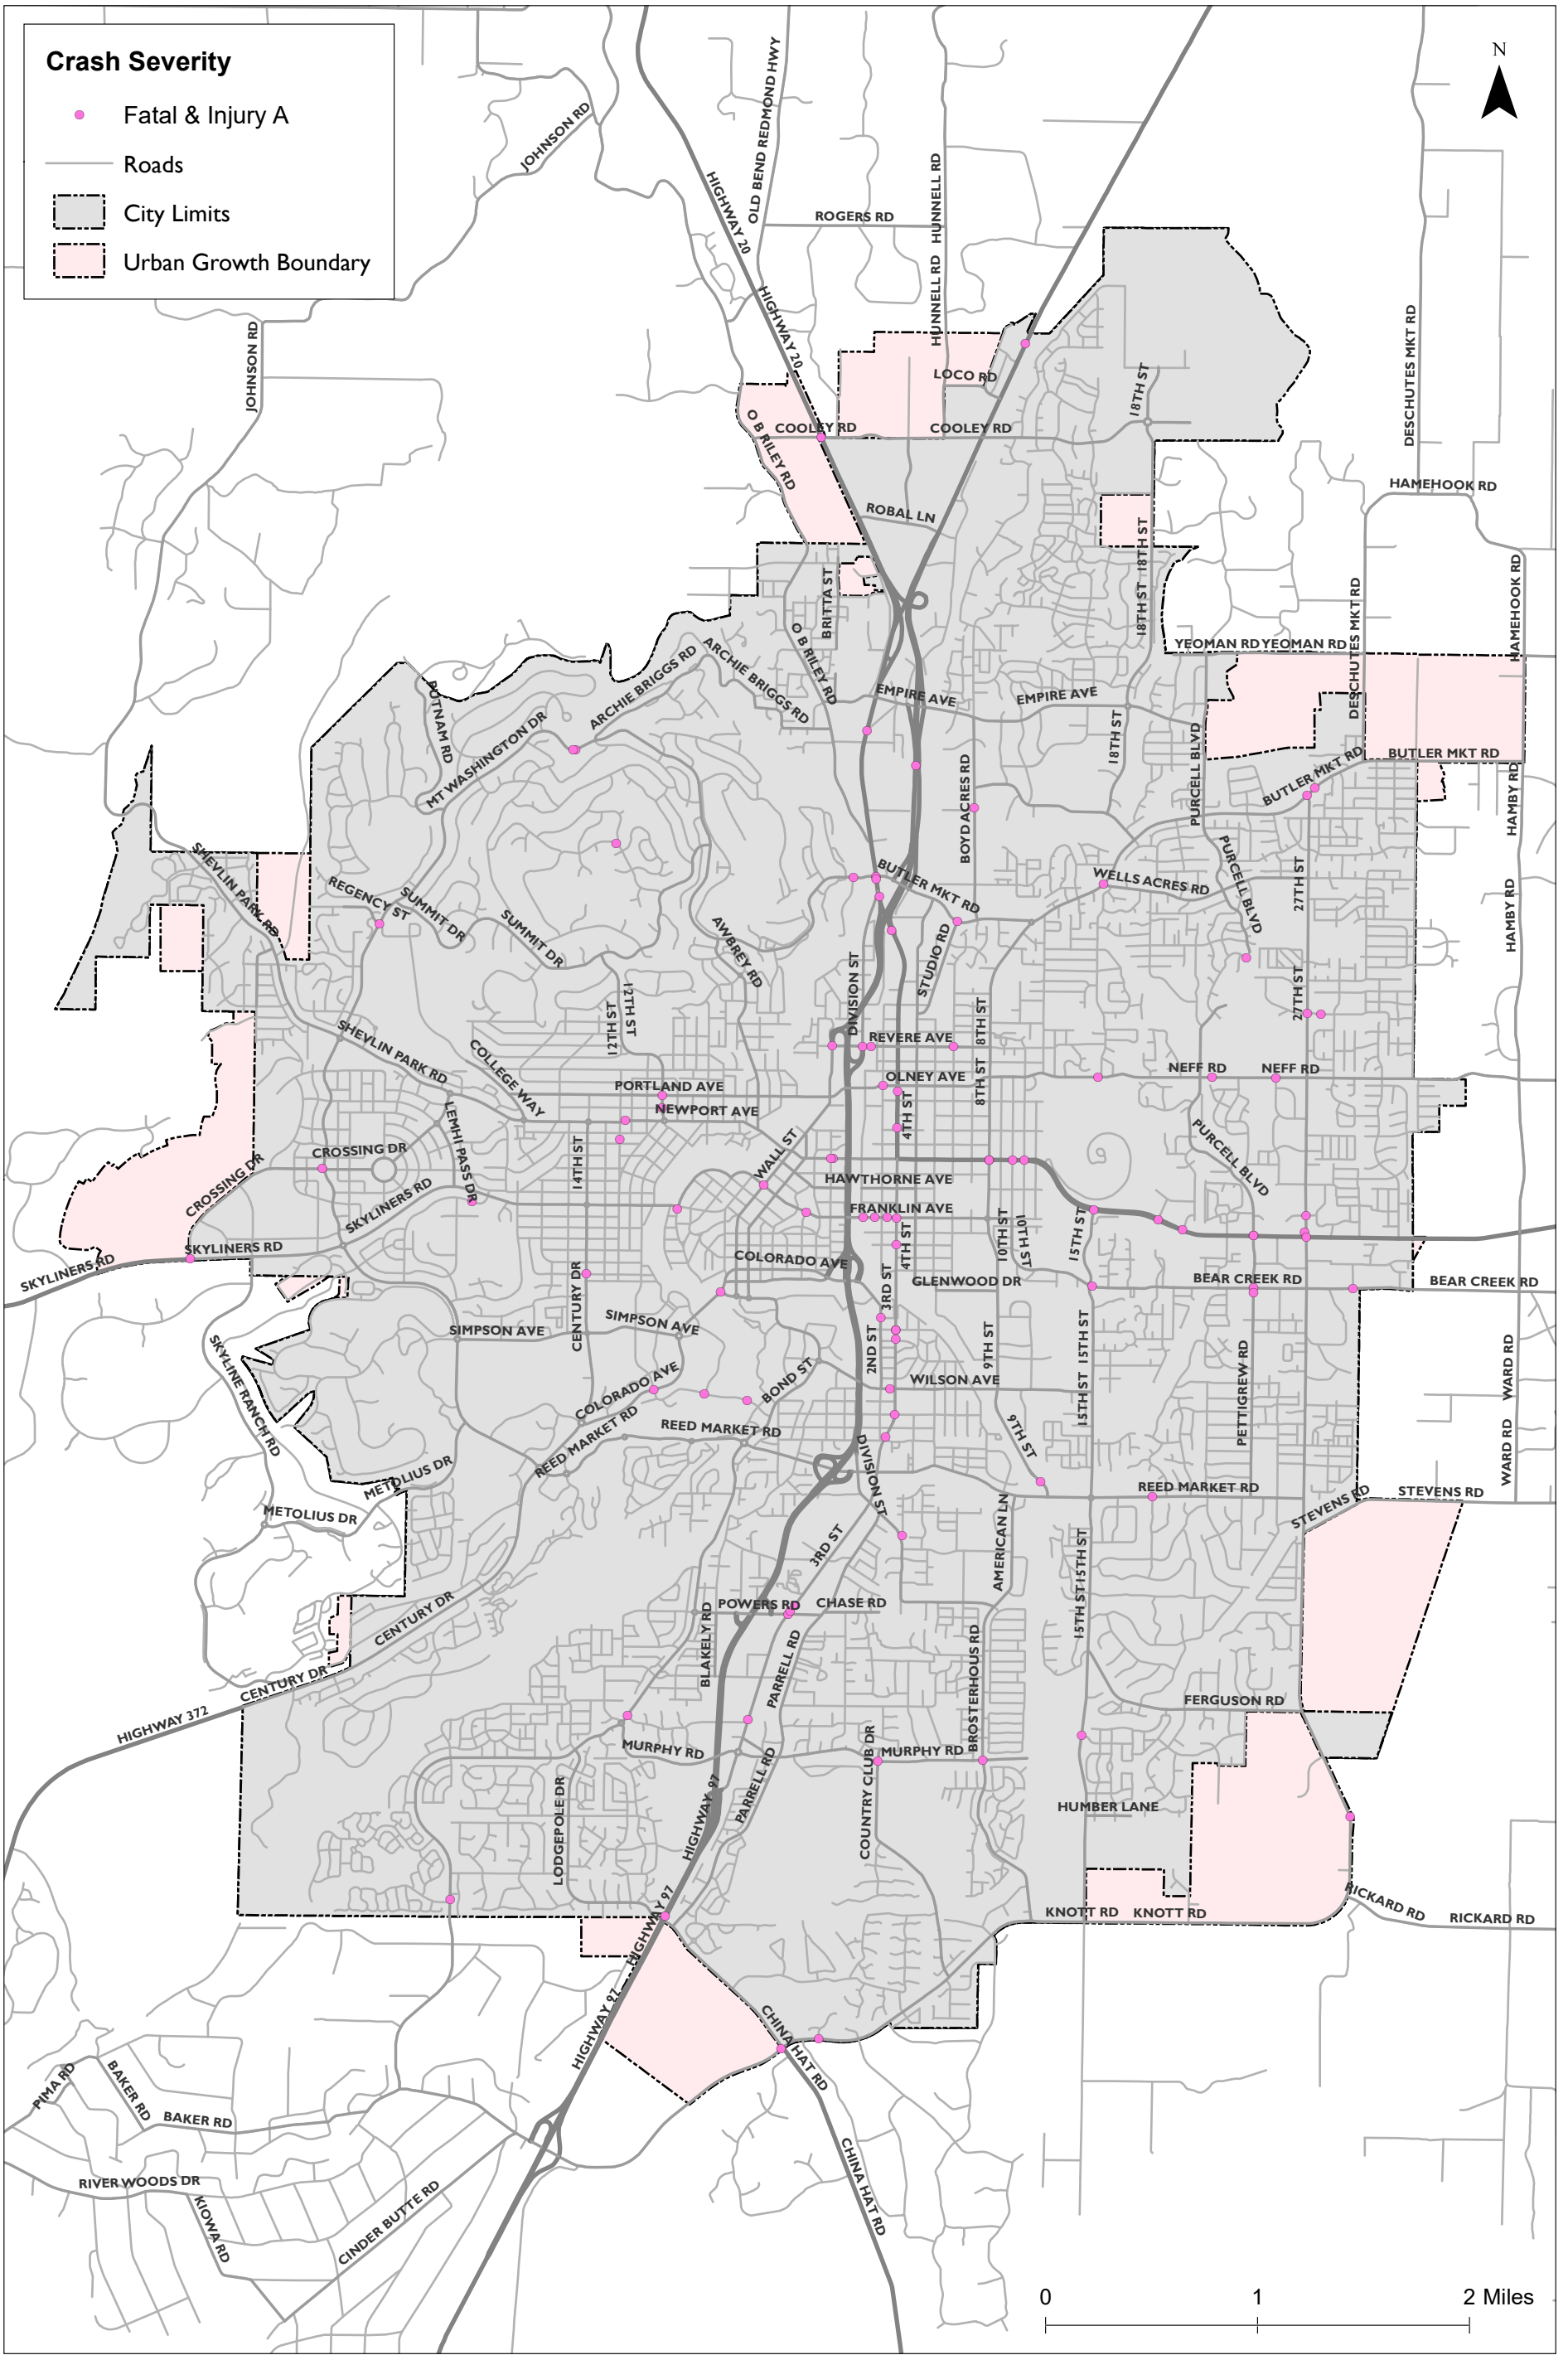 Crash Severity
Fatal & Injury A
Roads
City Limits
Urban Growth Boundary
N
JOHNSON RD
OLD BEND REDMOND HWY
HIGHWAY 20
HUNNELL RD
ROGERS RD
HIGHWAY 20
HUNNELL RD
JOHNSON RD
DESCHUTES MKT RD
LOCO RD
18TH ST
COOLEY RD
COOLEY RD
O B RILEY RD
HAMEHOOK RD
ROBAL LN
18TH ST
18TH ST
BRITTA ST
DESCHUTES MKT RD
HAMEHOOK RD
YEOMAN RD
YEOMAN RD
O B RILEY RD
ARCHIE BRIGGS RD
ARCHIE BRIGGS RD
PUTNAM RD
EMPIRE AVE
EMPIRE AVE
MT WASHINGTON DR
18TH ST
PURCELL BLVD
BUTLER MKT RD
BUTLER MKT RD
BOYD ACRES RD
HAMBY RD
SHEVLIN PARK RD
REGENCY ST
SUMMIT DR
SUMMIT DR
BUTLER MKT RD
WELLS ACRES RD
PURCELL BLVD
27TH ST
HAMBY RD
AWBREY RD
STUDIO RD
DIVISION ST
27TH ST
12TH ST
12TH ST
8TH ST
SHEVLIN PARK RD
COLLEGE WAY
REVERE AVE
OLNEY AVE
8TH ST
NEFF RD
NEFF RD
PORTLAND AVE
NEWPORT AVE
4TH ST
LEMHI PASS DR
CROSSING DR
CROSSING DR
14TH ST
WALL ST
PURCELL BLVD
HAWTHORNE AVE
SKYLINERS RD
FRANKLIN AVE
10TH ST
10TH ST
15TH ST
4TH ST
SKYLINERS RD
SKYLINERS RD
COLORADO AVE
GLENWOOD DR
BEAR CREEK RD
BEAR CREEK RD
CENTURY DR
3RD ST
SIMPSON AVE
SIMPSON AVE
2ND ST
9TH ST
15TH ST
15TH ST
PETTIGREW RD
WARD RD
SKYLINE RANCH RD
COLORADO AVE
BOND ST
WILSON AVE
REED MARKET RD
REED MARKET RD
9TH ST
WARD RD
METOLIUS DR
METOLIUS DR
DIVISION ST
REED MARKET RD
STEVENS RD
STEVENS RD
3RD ST
AMERICAN LN
15TH ST
15TH ST
CENTURY DR
POWERS RD
CHASE RD
BLAKELY RD
PARRELL RD
BROSTERHOUS RD
CENTURY DR
HIGHWAY 372
FERGUSON RD
MURPHY RD
MURPHY RD
COUNTRY CLUB DR
PARRELL RD
HIGHWAY 97
LODGEPOLE DR
HUMBER LANE
HIGHWAY 97
KNOTT RD
KNOTT RD
RICKARD RD
RICKARD RD
HIGHWAY 97
CHINA HAT RD
PIMA RD
BAKER RD
BAKER RD
RIVER WOODS DR
KIOWA RD
CINDER BUTTE RD
CHINA HAT RD
0 1 2 Miles